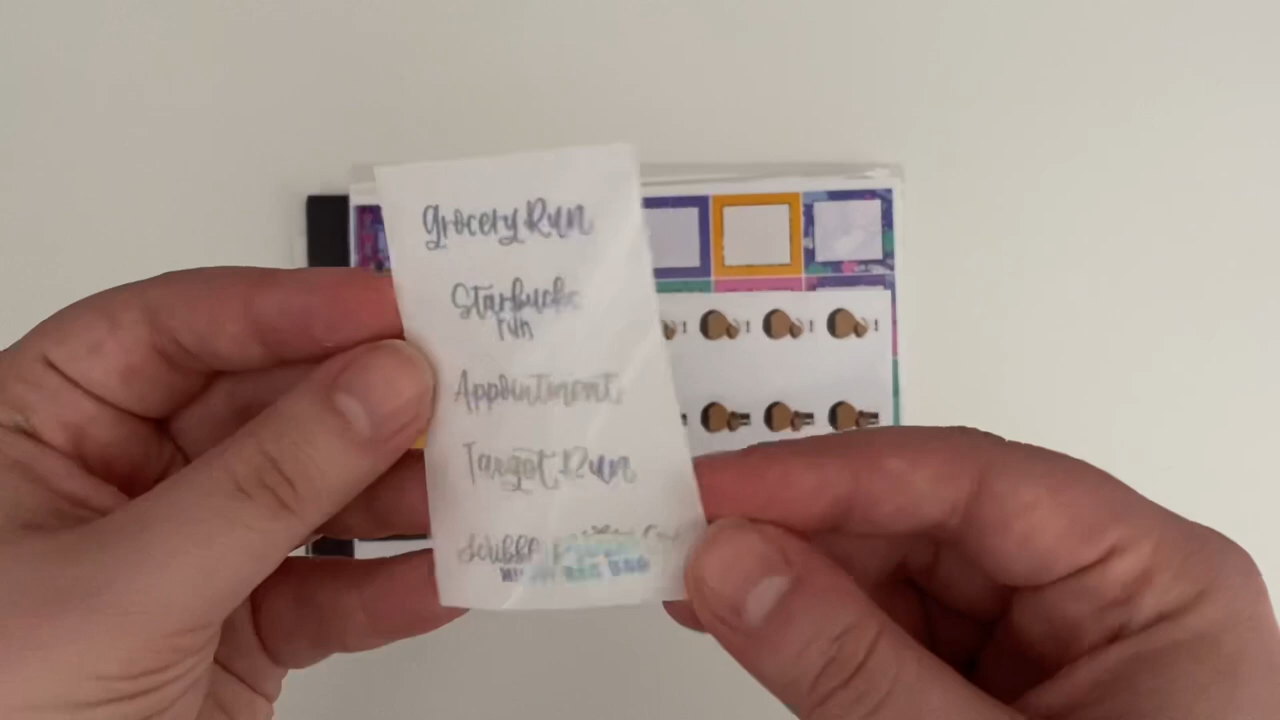 Grocery Run
Starbucks
run
Appointment
Target Run